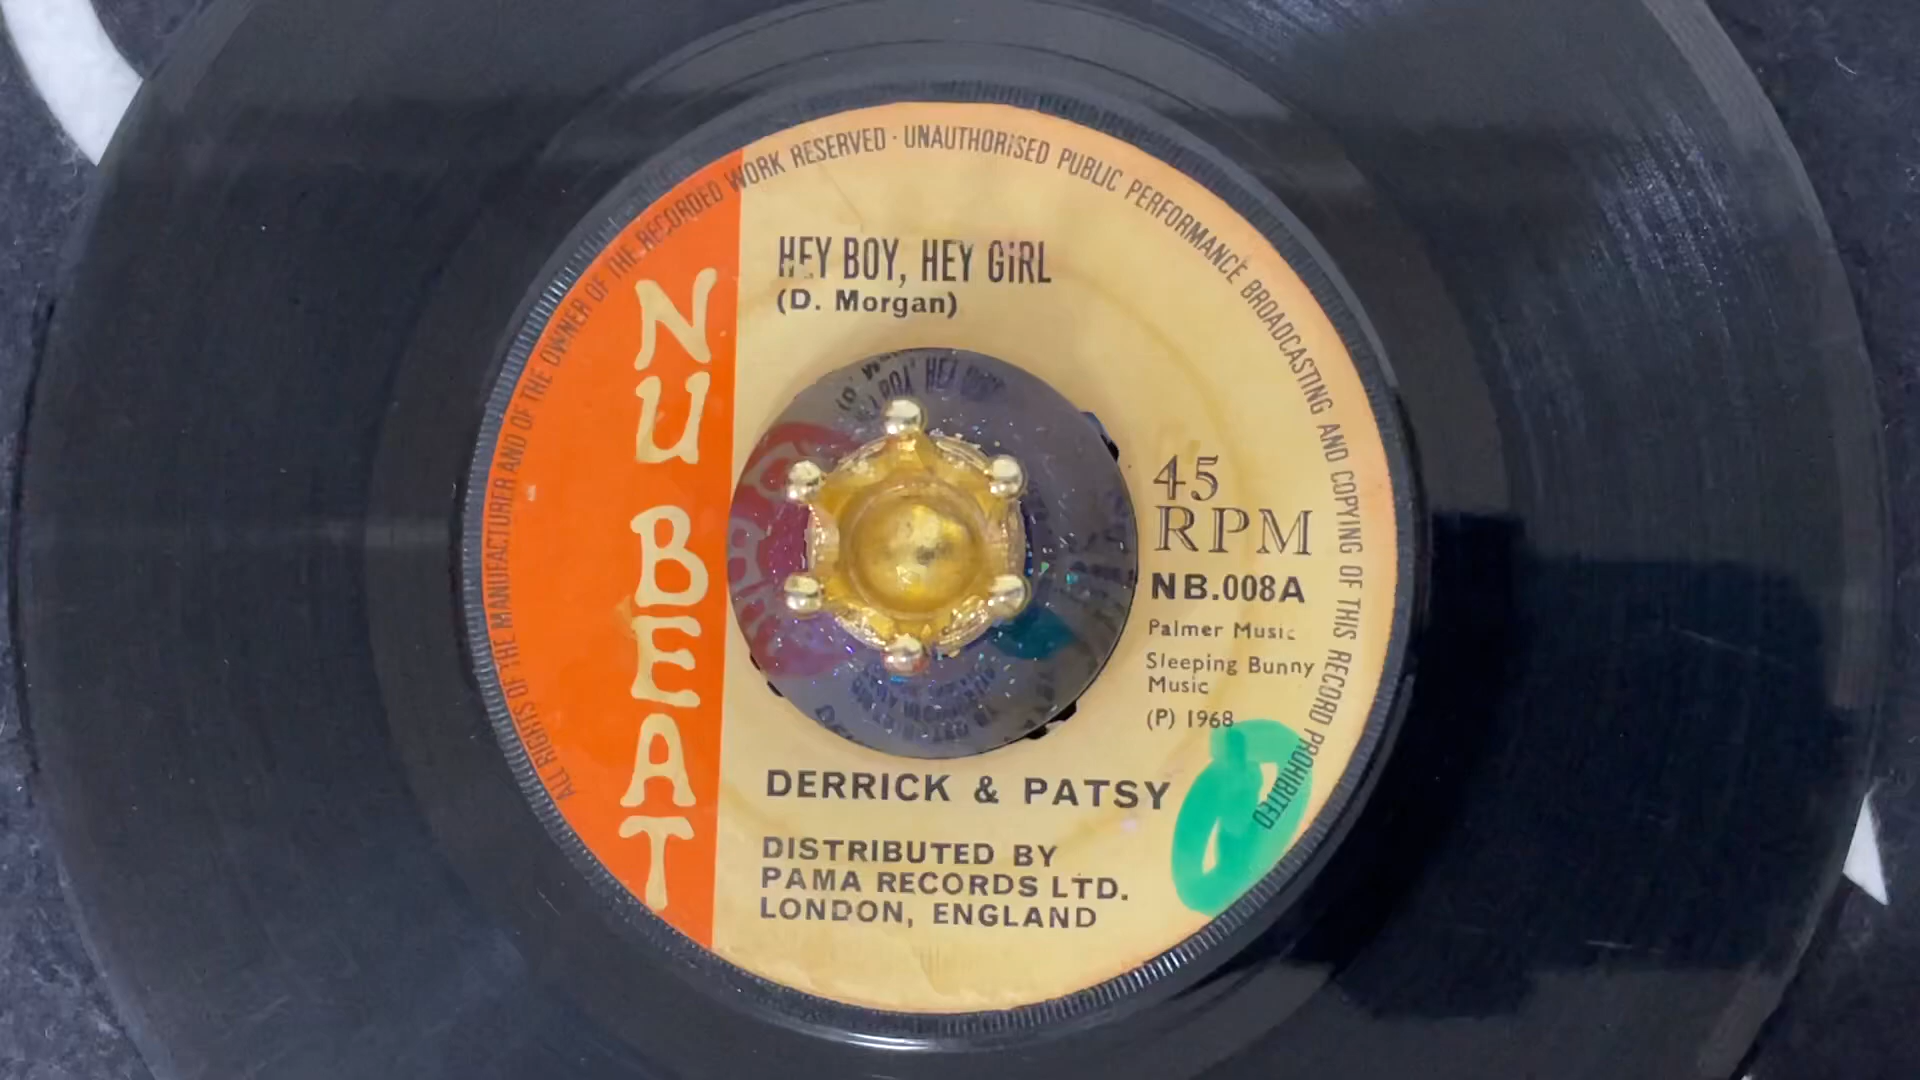 ALL RIGHTS OF THE MANUFACTURER AND OF THE OWNER OF THE RECORDED WORK RESERVED · UNAUTHORISED PUBLIC PERFORMANCE BROADCASTING AND COPYING OF THIS RECORD PROHIBITED
NU BEAT
HEY BOY, HEY GIRL
(D. Morgan)
45
RPM
NB.008A
Palmer Music
Sleeping Bunny
Music
(P) 1968
DERRICK & PATSY
DISTRIBUTED BY
PAMA RECORDS LTD.
LONDON, ENGLAND